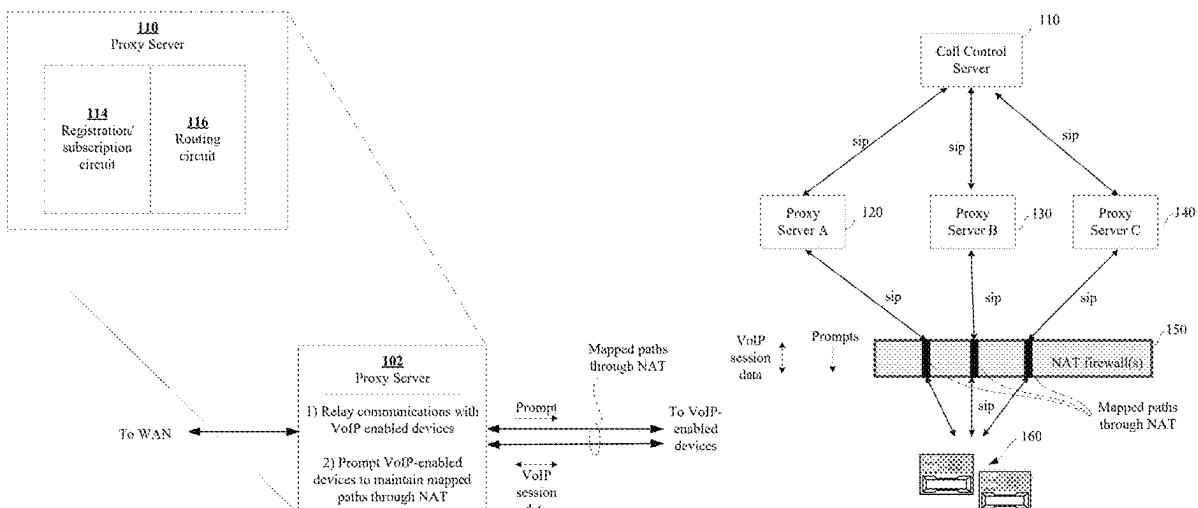 110
Proxy Server
114
Registration/
subscription
circuit
116
Routing
circuit
102
Proxy Server
1) Relay communications with
VoIP enabled devices
2) Prompt VoIP-enabled
devices to maintain mapped
paths through NAT
To WAN
Mapped paths
through NAT
Prompt
To VoIP-
enabled
devices
VoIP
session
data
110
Call Control
Server
sip
sip
sip
Proxy
Server A
120
Proxy
Server B
130
Proxy
Server C
140
sip
sip
sip
VoIP
session
data
Prompts
150
NAT firewall(s)
sip
Mapped paths
through NAT
160